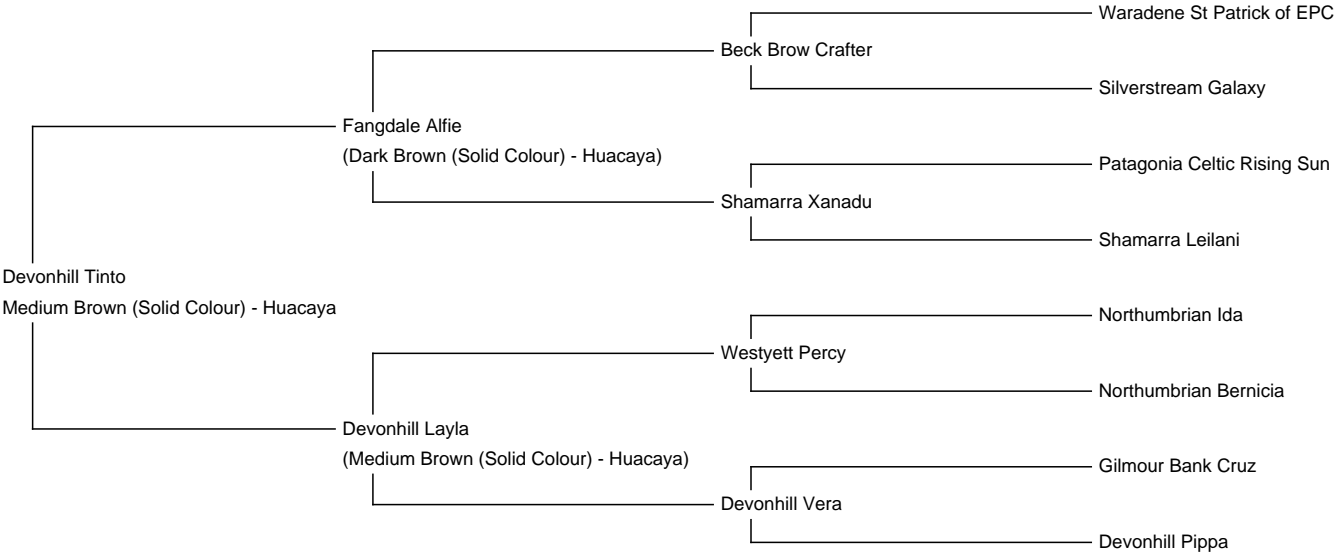 Waradene St Patrick of EPC
Beck Brow Crafter
Silverstream Galaxy
Fangdale Alfie
(Dark Brown (Solid Colour) - Huacaya)
Patagonia Celtic Rising Sun
Shamarra Xanadu
Shamarra Leilani
Devonhill Tinto
Medium Brown (Solid Colour) - Huacaya
Northumbrian Ida
Westyett Percy
Northumbrian Bernicia
Devonhill Layla
(Medium Brown (Solid Colour) - Huacaya)
Gilmour Bank Cruz
Devonhill Vera
Devonhill Pippa